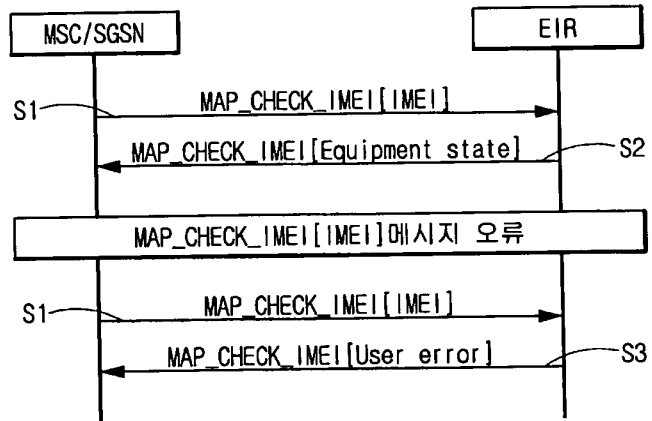 MSC/SGSN
EIR
S1
MAP_CHECK_IMEI[IMEI]
MAP_CHECK_IMEI[Equipment state]
S2
MAP_CHECK_IMEI[IMEI]메시지 오류
S1
MAP_CHECK_IMEI[IMEI]
MAP_CHECK_IMEI[User error]
S3